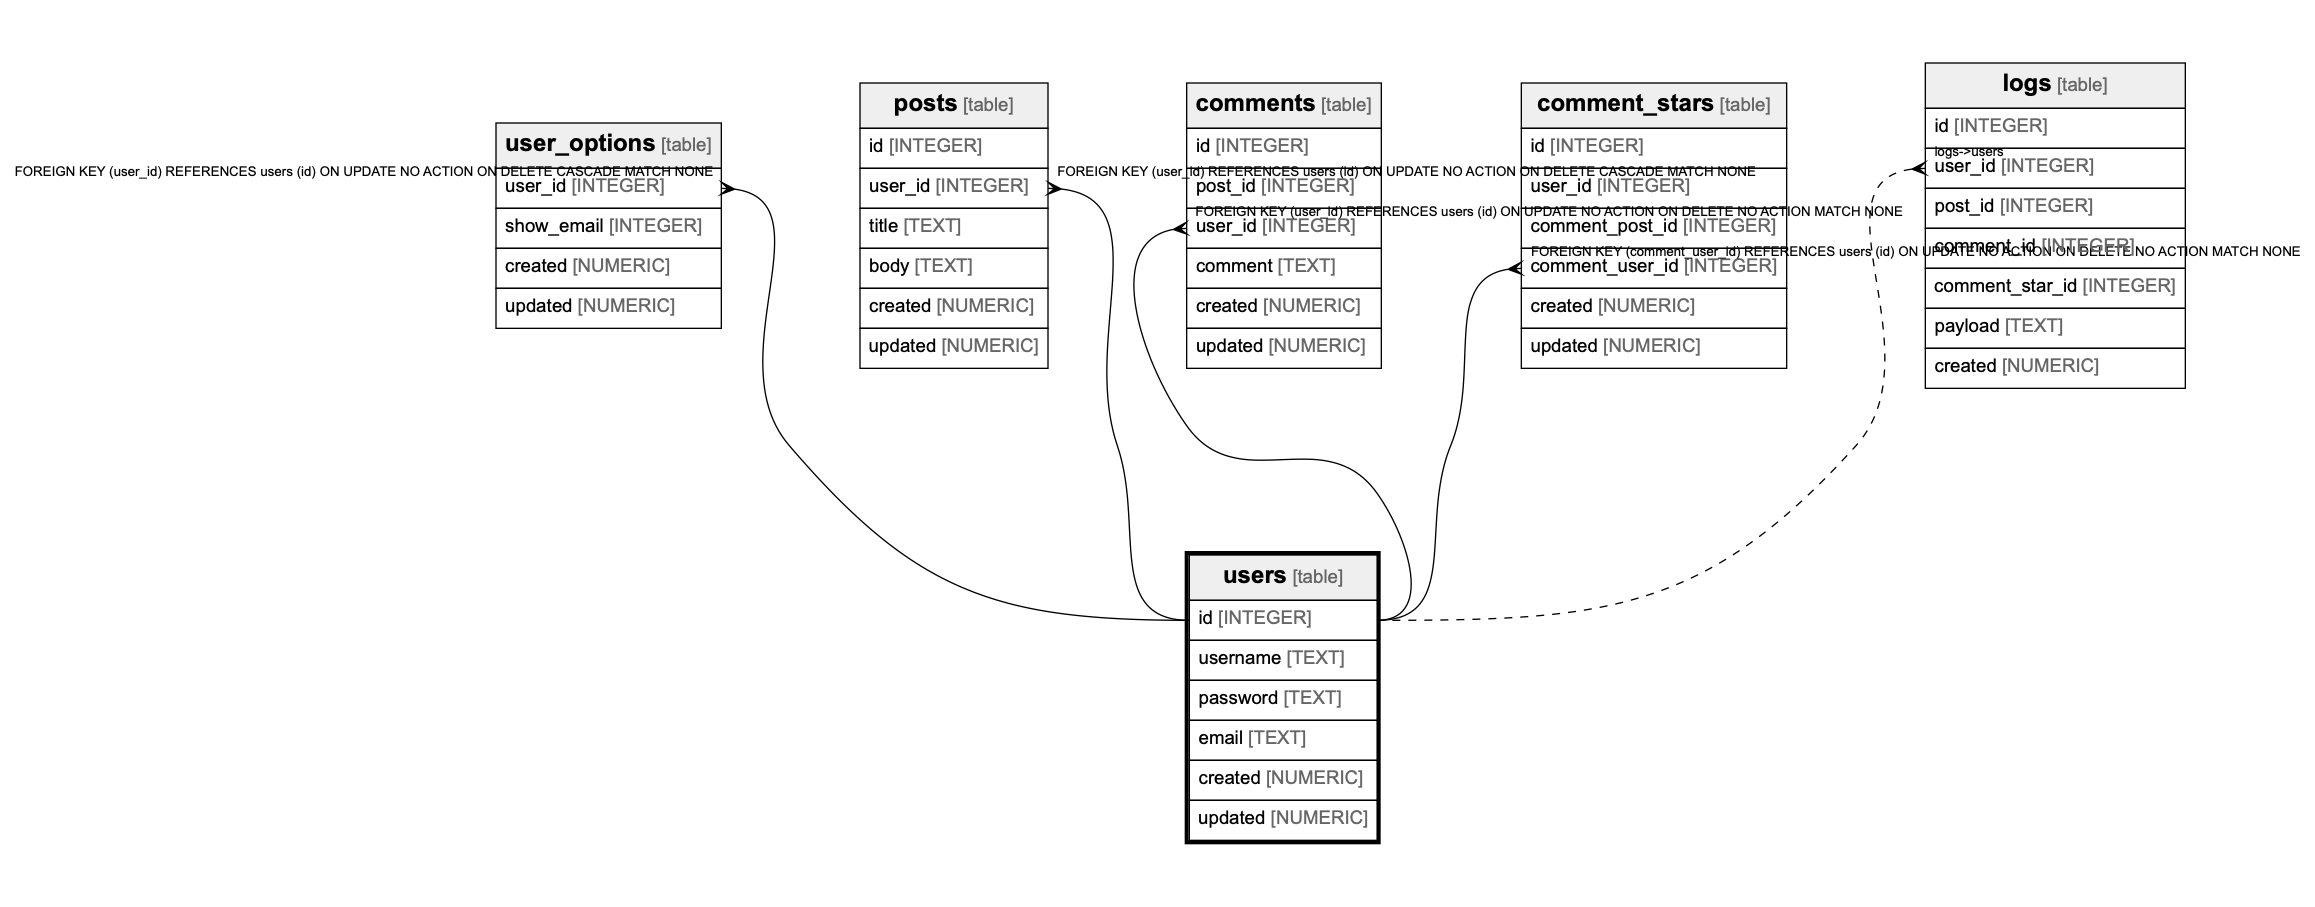 user_options [table]
user_id [INTEGER]
show_email [INTEGER]
created [NUMERIC]
updated [NUMERIC]
FOREIGN KEY (user_id) REFERENCES users (id) ON UPDATE NO ACTION ON DELETE CASCADE MATCH NONE
posts [table]
id [INTEGER]
user_id [INTEGER]
title [TEXT]
body [TEXT]
created [NUMERIC]
updated [NUMERIC]
FOREIGN KEY (user_id) REFERENCES users (id) ON UPDATE NO ACTION ON DELETE CASCADE MATCH NONE
comments [table]
id [INTEGER]
post_id [INTEGER]
user_id [INTEGER]
comment [TEXT]
created [NUMERIC]
updated [NUMERIC]
FOREIGN KEY (user_id) REFERENCES users (id) ON UPDATE NO ACTION ON DELETE NO ACTION MATCH NONE
comment_stars [table]
id [INTEGER]
user_id [INTEGER]
comment_post_id [INTEGER]
comment_user_id [INTEGER]
created [NUMERIC]
updated [NUMERIC]
FOREIGN KEY (comment_user_id) REFERENCES users (id) ON UPDATE NO ACTION ON DELETE NO ACTION MATCH NONE
logs [table]
id [INTEGER]
logs->users
user_id [INTEGER]
post_id [INTEGER]
comment_id [INTEGER]
comment_star_id [INTEGER]
payload [TEXT]
created [NUMERIC]
users [table]
id [INTEGER]
username [TEXT]
password [TEXT]
email [TEXT]
created [NUMERIC]
updated [NUMERIC]